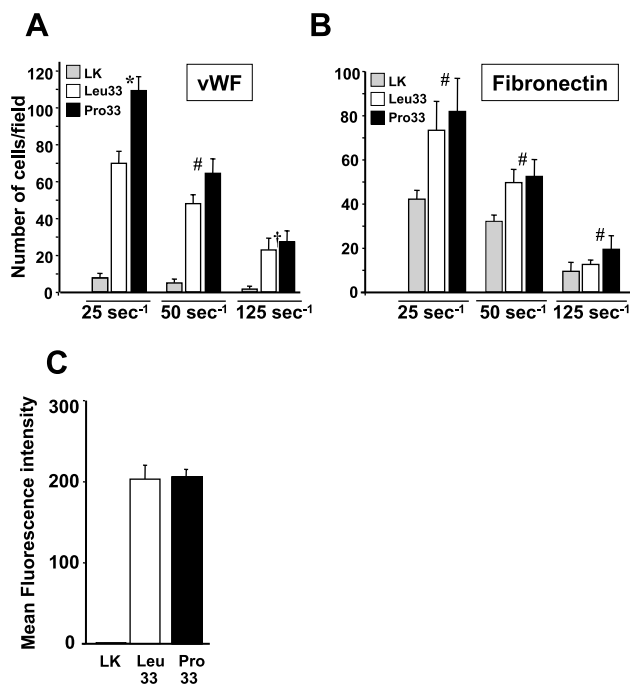 A
B
120
100
80
60
40
20
0
Number of cells/field
LK
Leu33
Pro33
vWF
*
#
†
25 sec-1
50 sec-1
125 sec-1
100
80
60
40
20
0
LK
Leu33
Pro33
Fibronectin
#
#
#
25 sec-1
50 sec-1
125 sec-1
C
300
200
100
0
Mean Fluorescence intensity
LK
Leu
33
Pro
33